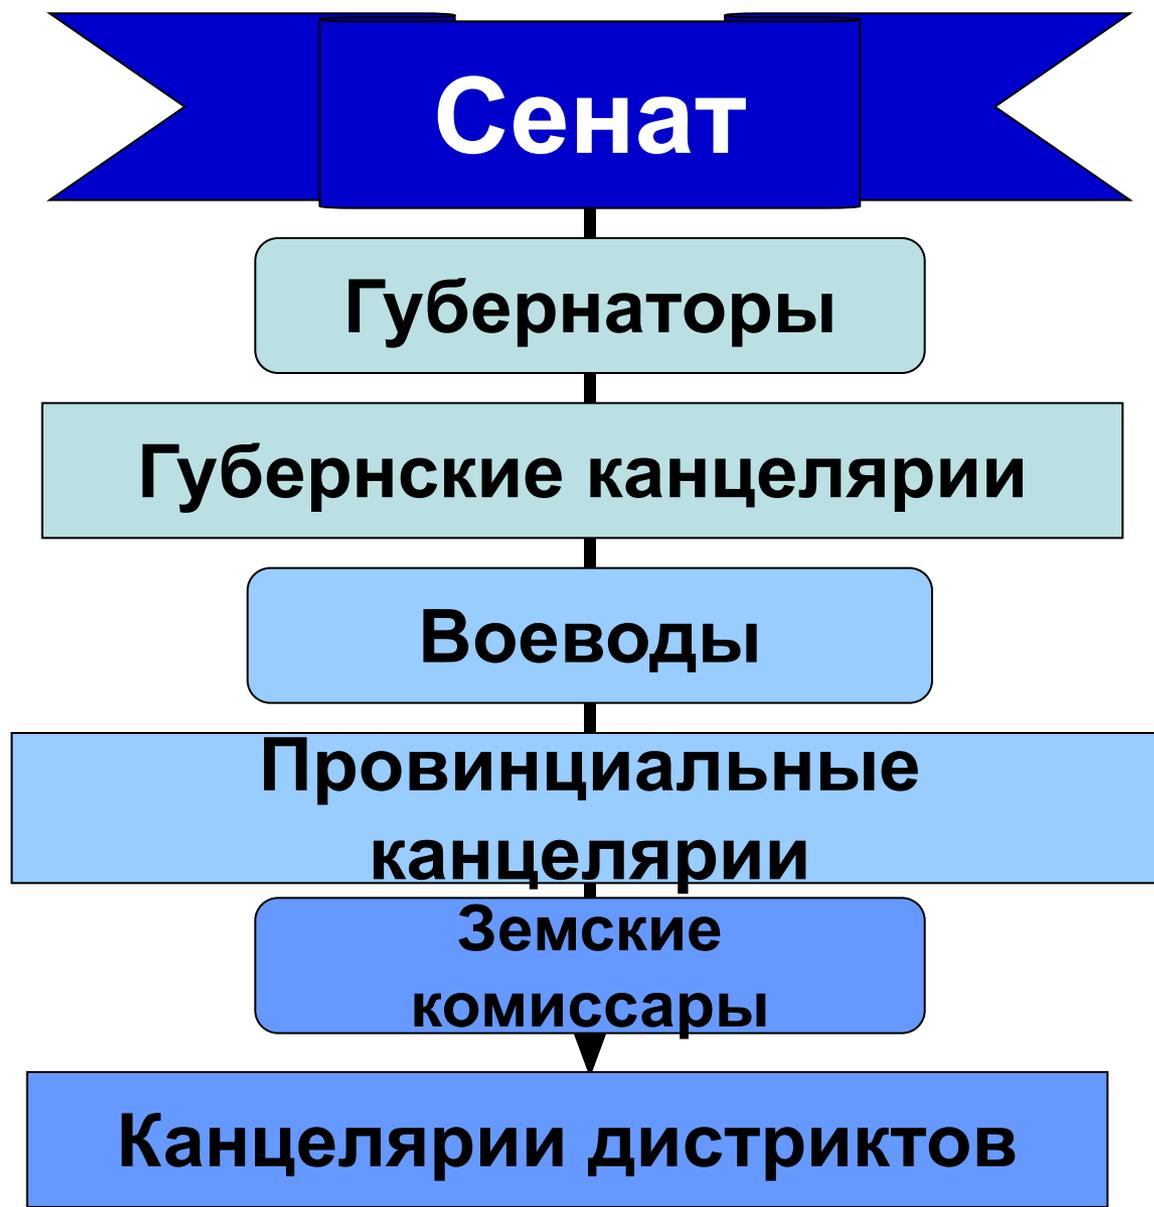 Сенат
Губернаторы
Губернские канцелярии
Воеводы
Провинциальные
канцелярии
Земские
комиссары
Канцелярии дистриктов